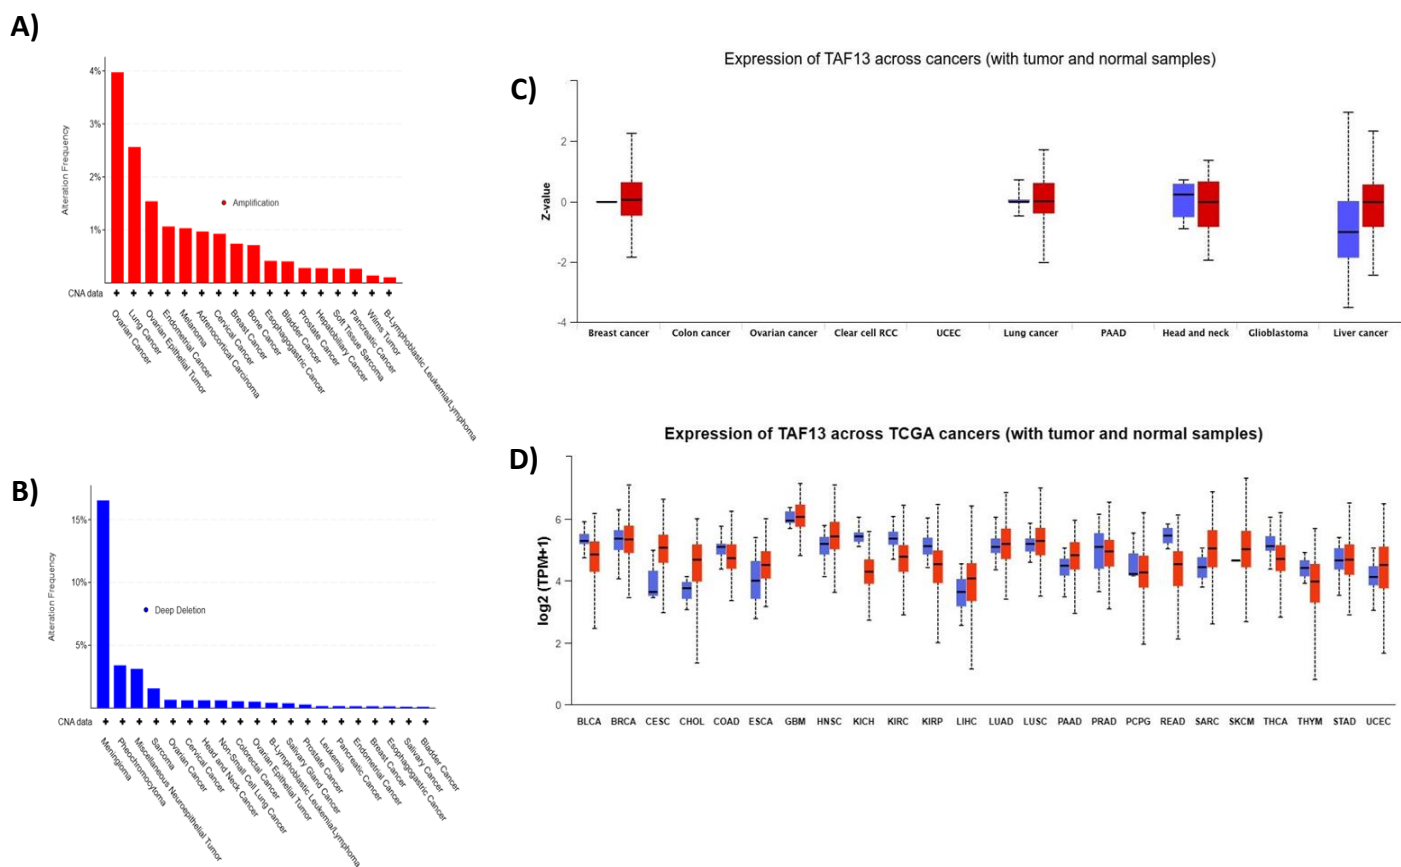 A)
4%
3%
2%
1%
Alteration Frequency
Amplification
CNA data
Ovarian Cancer
Lung Cancer
Ovarian Epithelial Tumor
Endometrial Cancer
Melanoma
Adrenocortical Carcinoma
Cervical Cancer
Breast Cancer
Bone Cancer
Esophagogastric Cancer
Bladder Cancer
Prostate Cancer
Hepatobiliary Cancer
Soft Tissue Sarcoma
Pancreatic Cancer
Wilms Tumor
B-Lymphoblastic Leukemia/Lymphoma
B)
15%
10%
5%
Alteration Frequency
Deep Deletion
CNA data
Meningioma
Pheochromocytoma
Miscellaneous Neuroepithelial Tumor
Sarcoma
Ovarian Cancer
Cervical Cancer
Head and Neck Cancer
Non-Small Cell Lung Cancer
Colorectal Cancer
Ovarian Epithelial Tumor
B-Lymphoblastic Leukemia/Lymphoma
Salivary Gland Cancer
Prostate Cancer
Leukemia
Pancreatic Cancer
Endometrial Cancer
Breast Cancer
Esophagogastric Cancer
Salivary Cancer
Bladder Cancer
C)
Expression of TAF13 across cancers (with tumor and normal samples)
Z-value
2
0
-2
-4
Breast cancer Colon cancer Ovarian cancer Clear cell RCC UCEC Lung cancer PAAD Head and neck Glioblastoma Liver cancer
D)
Expression of TAF13 across TCGA cancers (with tumor and normal samples)
log2 (TPM+1)
6
4
2
0
BLCA BRCA CESC CHOL COAD ESCA GBM HNSC KICH KIRC KIRP LIHC LUAD LUSC PAAD PRAD PCPG READ SARC SKCM THCA THYM STAD UCEC